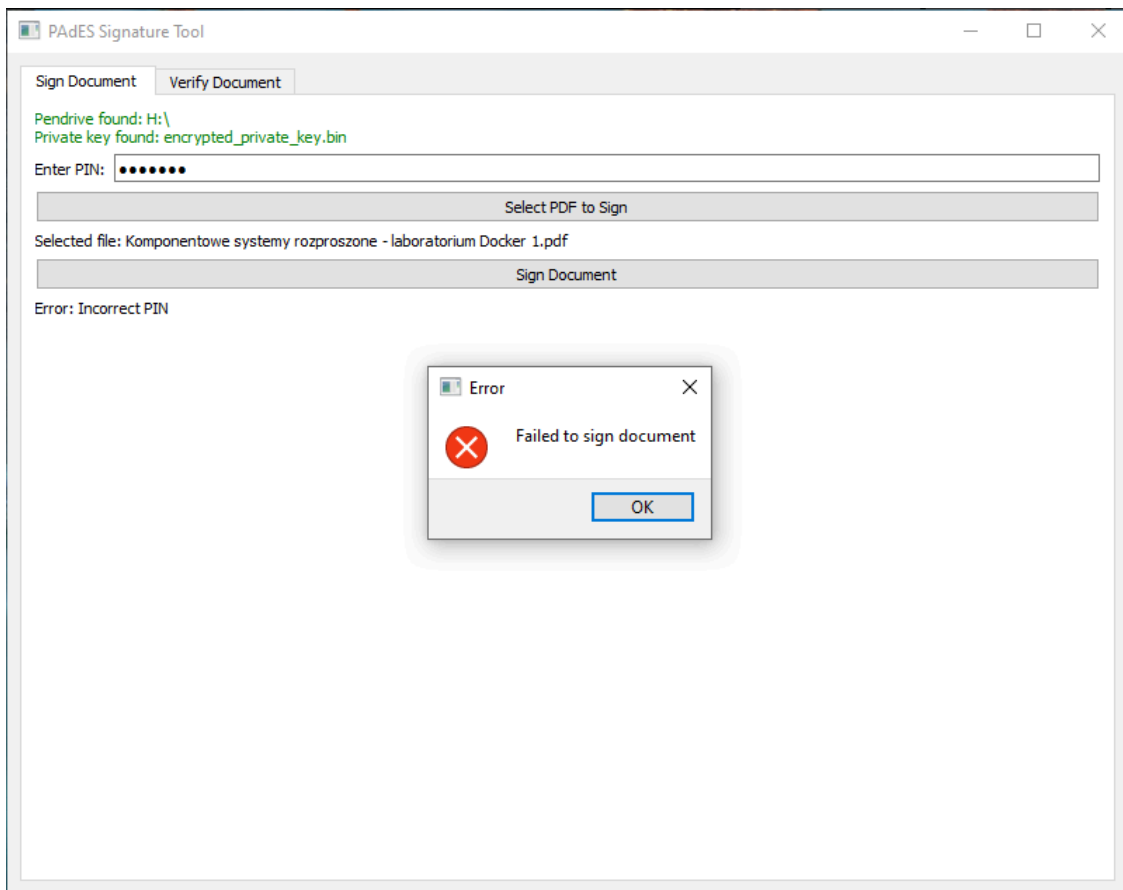 PAdES Signature Tool
Sign Document
Verify Document
Pendrive found: H:\
Private key found: encrypted_private_key.bin
Enter PIN: ●●●●●●●
Select PDF to Sign
Selected file: Komponentowe systemy rozproszone - laboratorium Docker 1.pdf
Sign Document
Error: Incorrect PIN
Error
Failed to sign document
OK